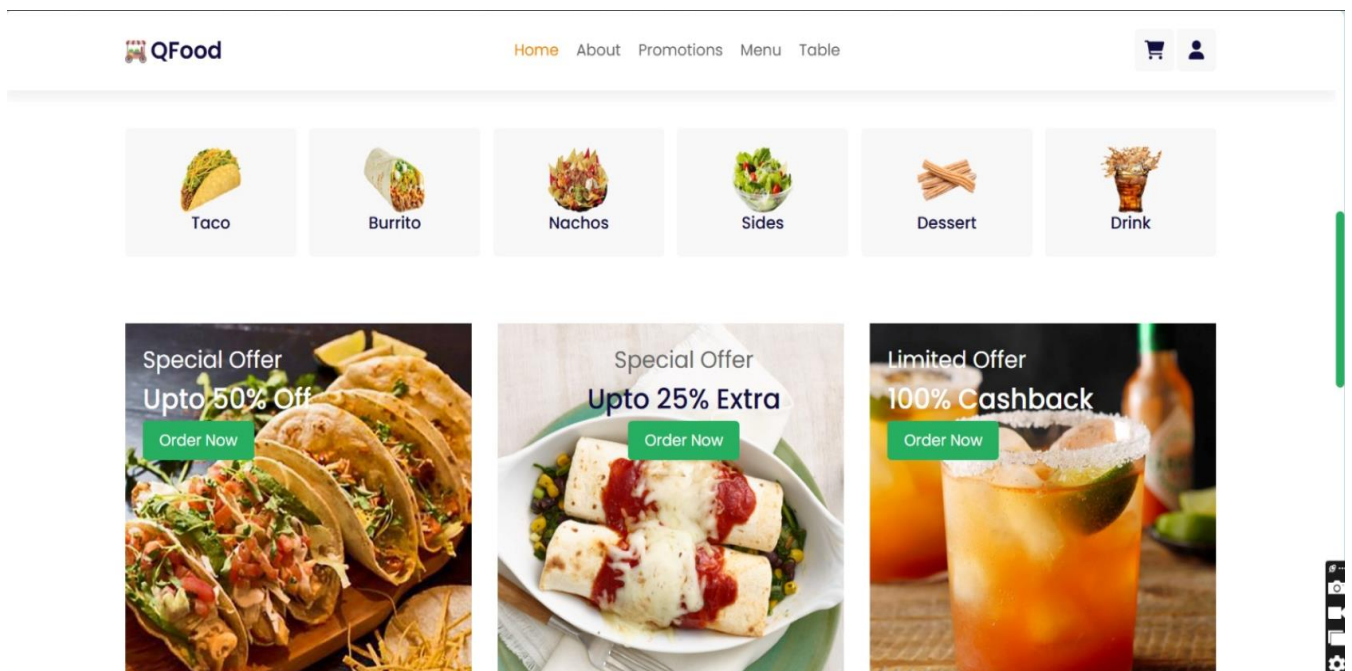 QFood
Home About Promotions Menu Table
Taco
Burrito
Nachos
Sides
Dessert
Drink
Special Offer
Upto 50% Off
Order Now
Special Offer
Upto 25% Extra
Order Now
Limited Offer
100% Cashback
Order Now